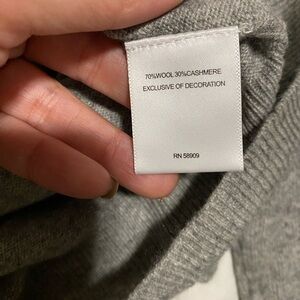 70%WOOL 30%CASHMERE
EXCLUSIVE OF DECORATION
RN 58909